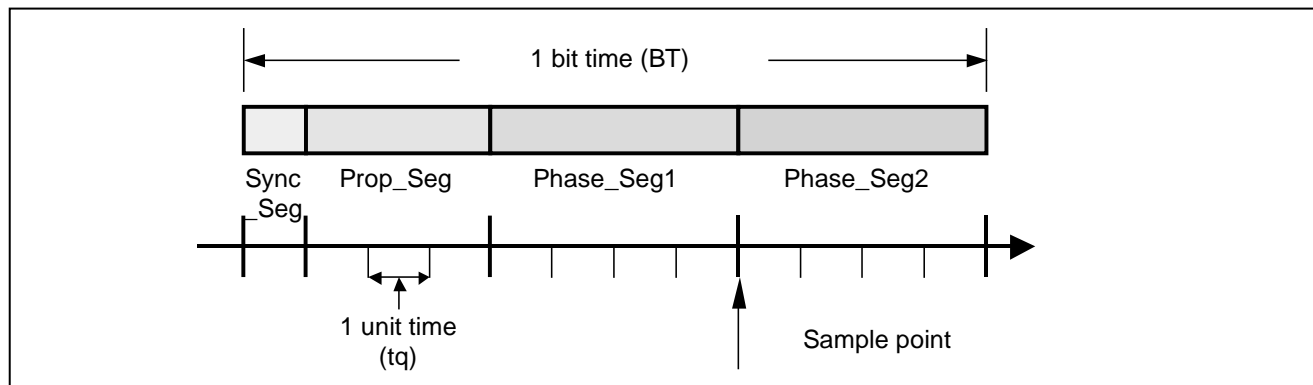 1 bit time (BT)
Sync
_Seg
Prop_Seg
Phase_Seg1
Phase_Seg2
1 unit time
(tq)
Sample point